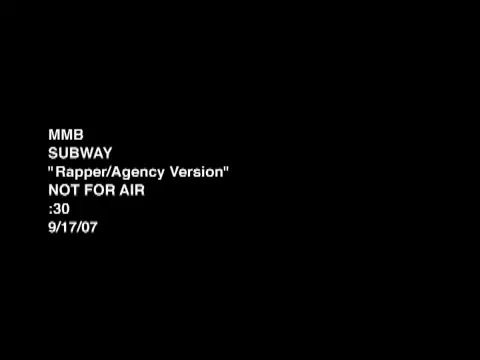 MMB
SUBWAY
"Rapper/Agency Version"
NOT FOR AIR
:30
9/17/07